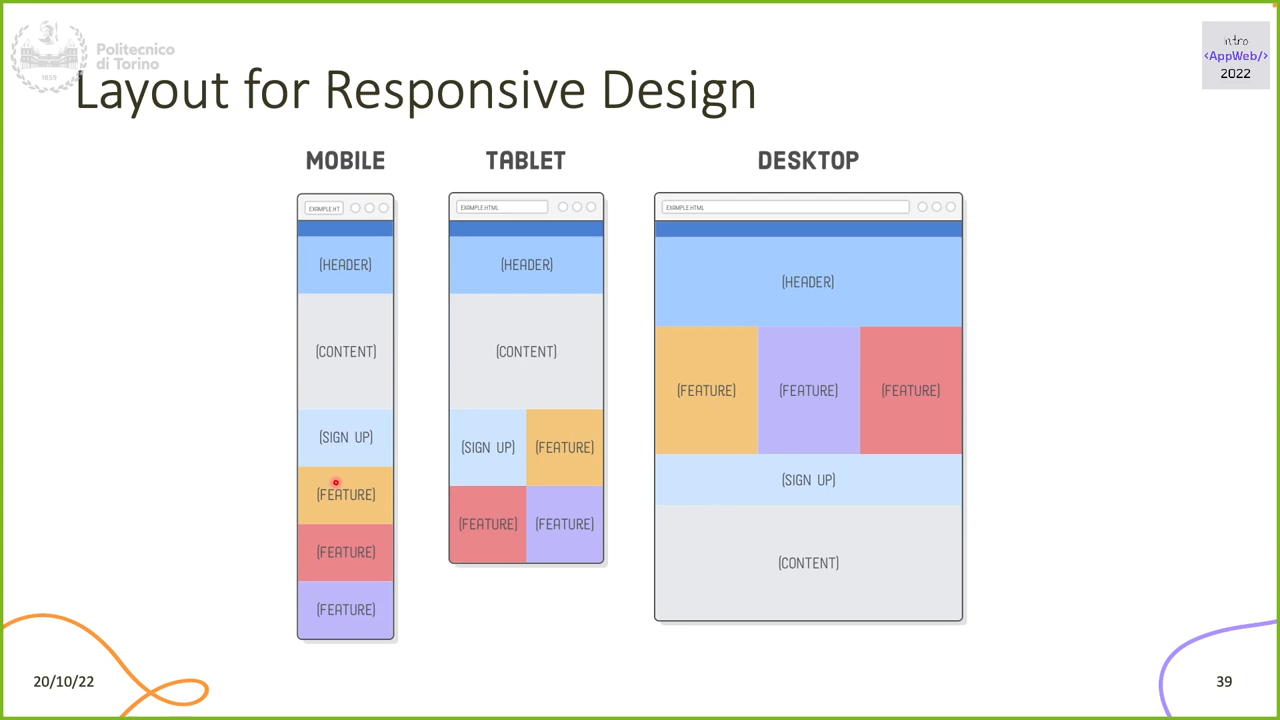 Politecnico
di Torino
1859
intro
<AppWeb/>
2022
Layout for Responsive Design
MOBILE
EXAMPLE.HT
(HEADER)
(CONTENT)
(SIGN UP)
(FEATURE)
(FEATURE)
(FEATURE)
TABLET
EXAMPLE.HTML
(HEADER)
(CONTENT)
(SIGN UP) (FEATURE)
(FEATURE) (FEATURE)
DESKTOP
EXAMPLE.HTML
(HEADER)
(FEATURE) (FEATURE) (FEATURE)
(SIGN UP)
(CONTENT)
20/10/22
39